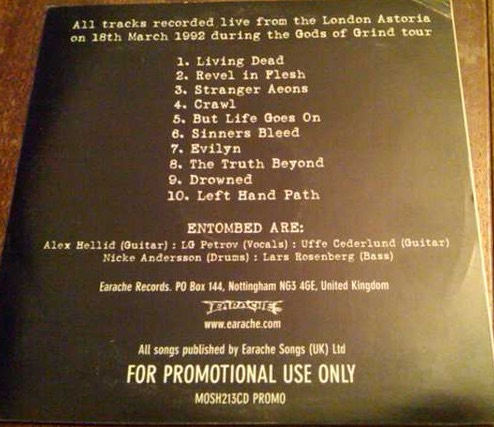 All tracks recorded live from the London Astoria
on 18th March 1992 during the Gods of Grind tour
1. Living Dead
2. Revel in Flesh
3. Stranger Aeons
4. Crawl
5. But Life Goes On
6. Sinners Bleed
7. Evilyn
8. The Truth Beyond
9. Drowned
10. Left Hand Path
ENTOMBED ARE:
Alex Hellid (Guitar) : LG Petrov (Vocals) : Uffe Cederlund (Guitar)
Nicke Andersson (Drums) : Lars Rosenberg (Bass)
Earache Records. PO Box 144, Nottingham NG3 4GE, United Kingdom
EARACHE
www.earache.com
All songs published by Earache Songs (UK) Ltd
FOR PROMOTIONAL USE ONLY
MOSH213CD PROMO